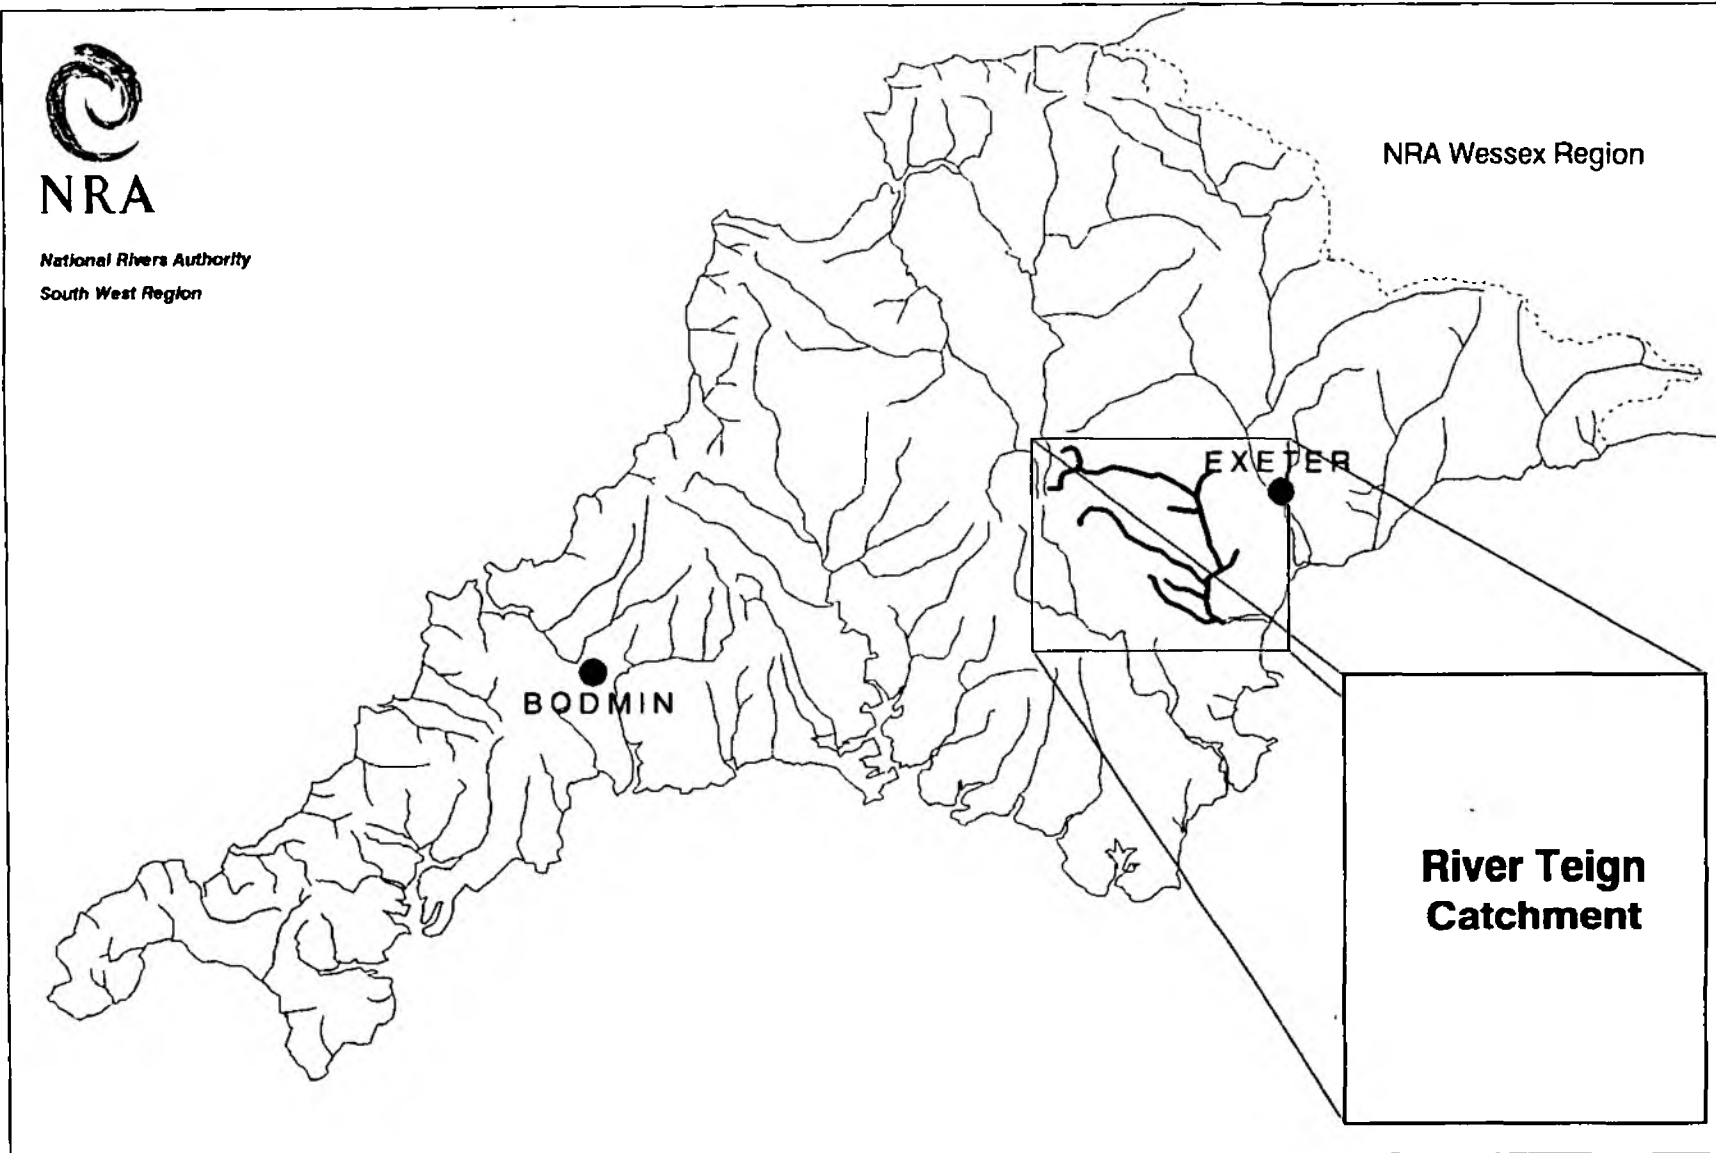 NRA
National Rivers Authority
South West Region
NRA Wessex Region
EXETER
BODMIN
River Teign
Catchment